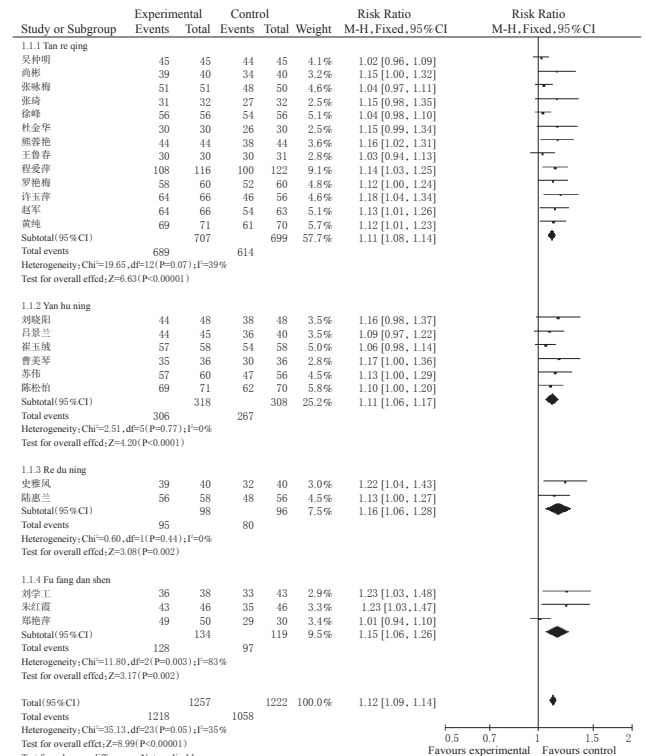 Experimental Control Risk Ratio Risk Ratio
Study or Subgroup Events Total Events Total Weight M-H,Fixed,95%CI M-H,Fixed,95%CI
1.1.1 Tan re qing
吴仲明 45 45 44 45 4.1% 1.02 [0.96, 1.09]
尚彬 39 40 34 40 3.2% 1.15 [1.00, 1.32]
张咏梅 51 51 48 50 4.7% 1.04 [0.97, 1.11]
张琦 31 32 27 32 2.5% 1.15 [0.98, 1.35]
徐峰 56 56 54 56 5.1% 1.04 [0.98, 1.10]
杜金华 30 30 26 30 2.5% 1.15 [0.99, 1.34]
熊蓉艳 44 44 38 44 3.6% 1.16 [1.02, 1.31]
王鲁春 30 30 30 31 2.8% 1.03 [0.94, 1.13]
程爱萍 108 116 100 122 9.2% 1.14 [1.03, 1.25]
罗艳梅 58 60 52 60 4.9% 1.12 [1.00, 1.24]
许玉萍 64 66 46 56 4.7% 1.18 [1.04, 1.34]
赵军 64 66 54 63 5.2% 1.13 [1.01, 1.26]
黄纯 69 71 61 70 5.7% 1.12 [1.01, 1.23]
Subtotal(95%CI) 707 699 57.7% 1.11 [1.08, 1.14]
Total events 689 614
Heterogeneity:Chi²=19.65,df=12(P=0.07);I²=39%
Test for overall effcd:Z=6.63(P<0.00001)
1.1.2 Yan hu ning
刘晓阳 44 48 38 48 3.5% 1.16 [0.98, 1.37]
吕景兰 44 45 36 40 3.5% 1.09 [0.97, 1.22]
崔玉绒 57 58 54 58 5.0% 1.06 [0.98, 1.14]
曹美琴 35 36 30 36 2.8% 1.17 [1.00, 1.36]
苏伟 57 60 47 56 4.5% 1.13 [1.00, 1.29]
陈松怡 69 71 62 70 5.8% 1.10 [1.00, 1.20]
Subtotal(95%CI) 318 308 25.2% 1.11 [1.06, 1.17]
Total events 306 267
Heterogeneity:Chi²=2.51,df=5(P=0.77);I²=0%
Test for overall effcd:Z=4.20(P<0.0001)
1.1.3 Re du ning
史雅风 39 40 32 40 3.0% 1.22 [1.04, 1.43]
陆惠兰 56 58 48 56 4.5% 1.13 [1.00, 1.27]
Subtotal(95%CI) 98 96 7.5% 1.16 [1.06, 1.28]
Total events 95 80
Heterogeneity:Chi²=0.60,df=1(P=0.44);I²=0%
Test for overall effcd:Z=3.08(P=0.002)
1.1.4 Fu fang dan shen
刘学工 36 38 33 43 2.9% 1.23 [1.03, 1.48]
朱红霞 43 46 35 46 3.3% 1.23 [1.03,1.47]
郑艳萍 49 50 29 30 3.4% 1.01 [0.94, 1.10]
Subtotal(95%CI) 134 119 9.5% 1.15 [1.06, 1.26]
Total events 128 97
Heterogeneity:Chi²=11.80,df=2(P=0.003);I²=83%
Test for overall effcd:Z=3.17(P=0.002)
Total(95%CI) 1257 1222 100.0% 1.12 [1.09, 1.14]
Total events 1218 1058
Heterogeneity:Chi²=35.13,df=23(P=0.05);I²=35%
Test for overall effct:Z=8.99(P<0.00001)
0.5 0.7 1 1.5 2
Favours experimental Favours control